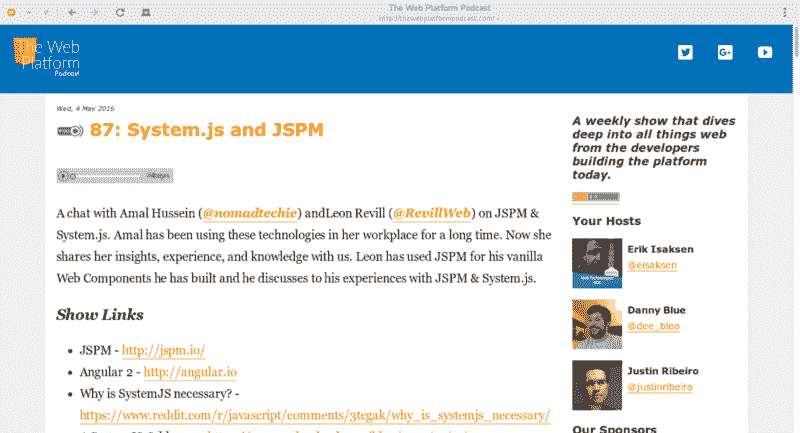 The Web Platform Podcast
http://thewebplatformpodcast.com/
The Web
Platform
Podcast
Wed, 4 May 2016
87: System.js and JSPM
A chat with Amal Hussein (@nomadtechie) andLeon Revill (@RevillWeb) on JSPM &
System.js. Amal has been using these technologies in her workplace for a long time. Now she
shares her insights, experience, and knowledge with us. Leon has used JSPM for his vanilla
Web Components he has built and he discusses to his experiences with JSPM & System.js.
Show Links
JSPM - http://jspm.io/
Angular 2 - http://angular.io
Why is SystemJS necessary? -
https://www.reddit.com/r/javascript/comments/3tcgak/why_is_systemjs_necessary/
A weekly show that dives
deep into all things web
from the developers
building the platform
today.
Your Hosts
Erik Isaksen
@eisaksen
Danny Blue
@dee_bloo
Justin Ribeiro
@justinribeiro
Our Sponsors